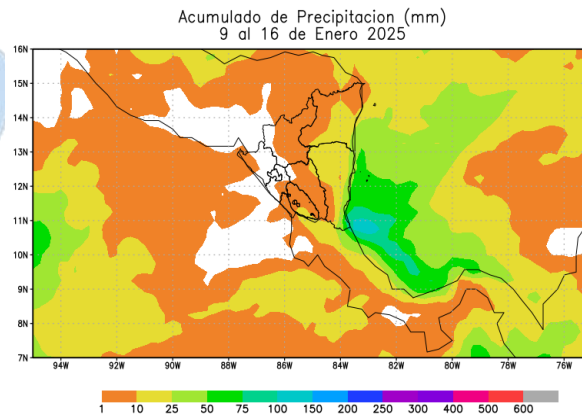 Acumulado de Precipitacion (mm)
9 al 16 de Enero 2025
16N
15N
14N
13N
12N
11N
10N
9N
8N
7N
94W 92W 90W 88W 86W 84W 82W 80W 78W 76W
1 10 25 50 75 100 150 200 250 300 400 500 600